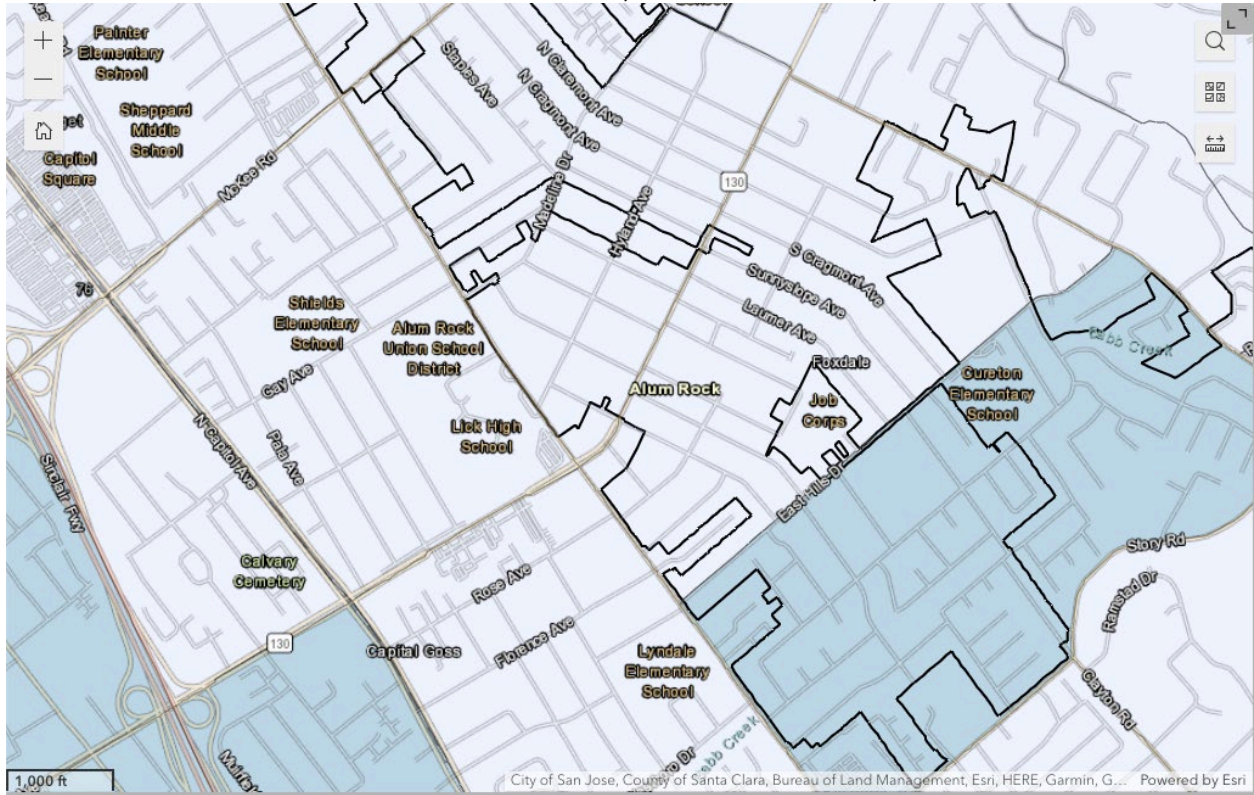 Painter
Elementary
School
Sheppard
Middle
School
Capitol
Square
McKee Rd
76
Stapes Ave
N Claremont Ave
N Cragmont Ave
Madeline Dr
Hyland Ave
130
S Cragmont Ave
Sunnyslope Ave
Laumer Ave
Foxdale
Shields
Elementary
School
Alum Rock
Union School
District
Gay Ave
Alum Rock
Job
Corps
Cureton
Elementary
School
Babb Creek
Lick High
School
N Capitol Ave
Pala Ave
Sinclair Fwy
East Hills Dr
Story Rd
Ramstad Dr
Calvary
Cemetery
Rose Ave
Florence Ave
130
Capital Goss
Lyndale
Elementary
School
Clayton Rd
1,000 ft
City of San Jose, County of Santa Clara, Bureau of Land Management, Esri, HERE, Garmin, G...
Powered by Esri